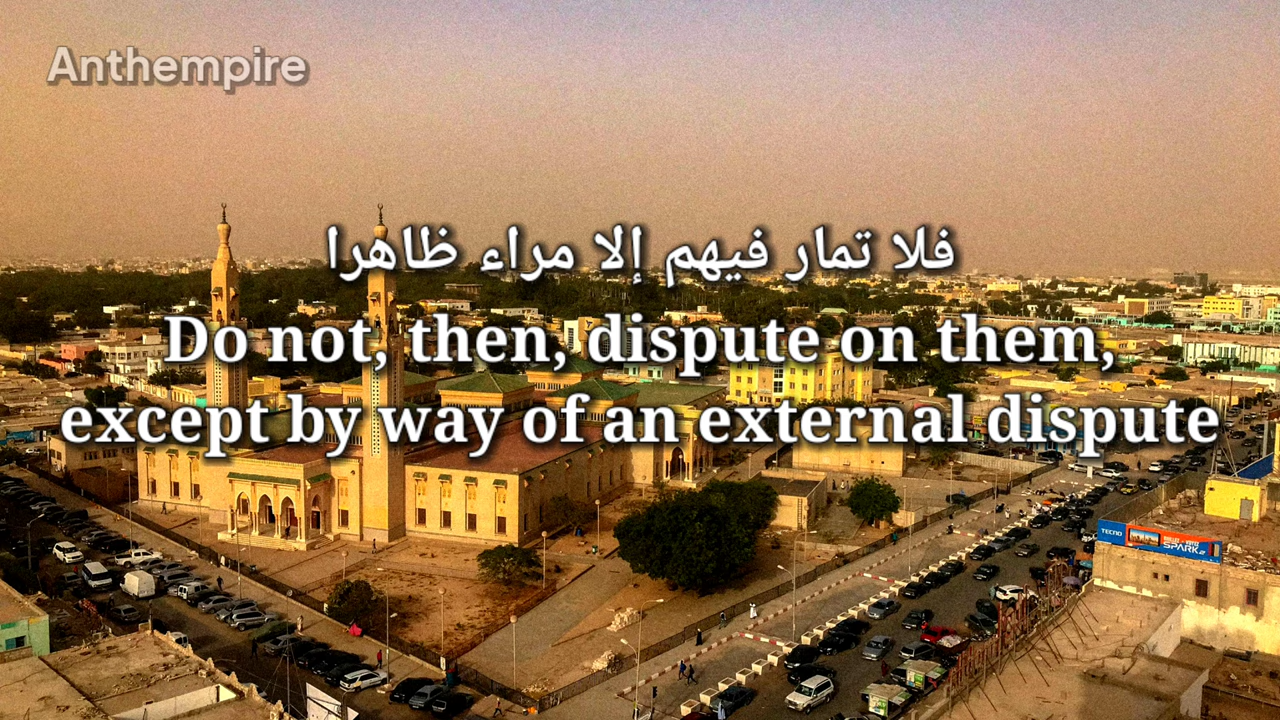 Anthempire
فلا تمار فيهم إلا مراء ظاهرا
Do not, then, dispute on them,
except by way of an external dispute
TECNO
SPARK